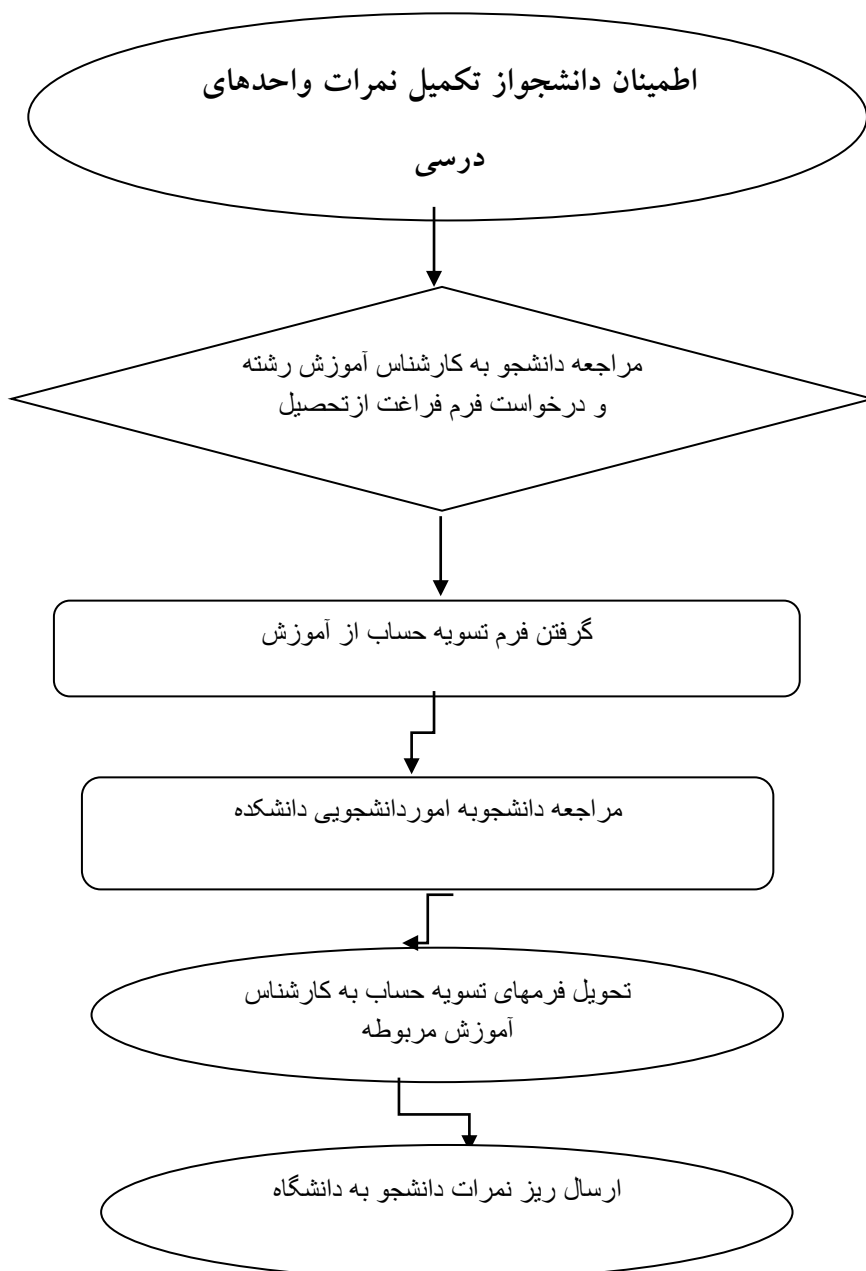 اطمینان دانشجواز تکمیل نمرات واحدهای
درسی
مراجعه دانشجو به کارشناس آموزش رشته
و درخواست فرم فراغت ازتحصیل
گرفتن فرم تسویه حساب از آموزش
مراجعه دانشجوبه اموردانشجویی دانشکده
تحویل فرمهای تسویه حساب به کارشناس
آموزش مربوطه
ارسال ریز نمرات دانشجو به دانشگاه